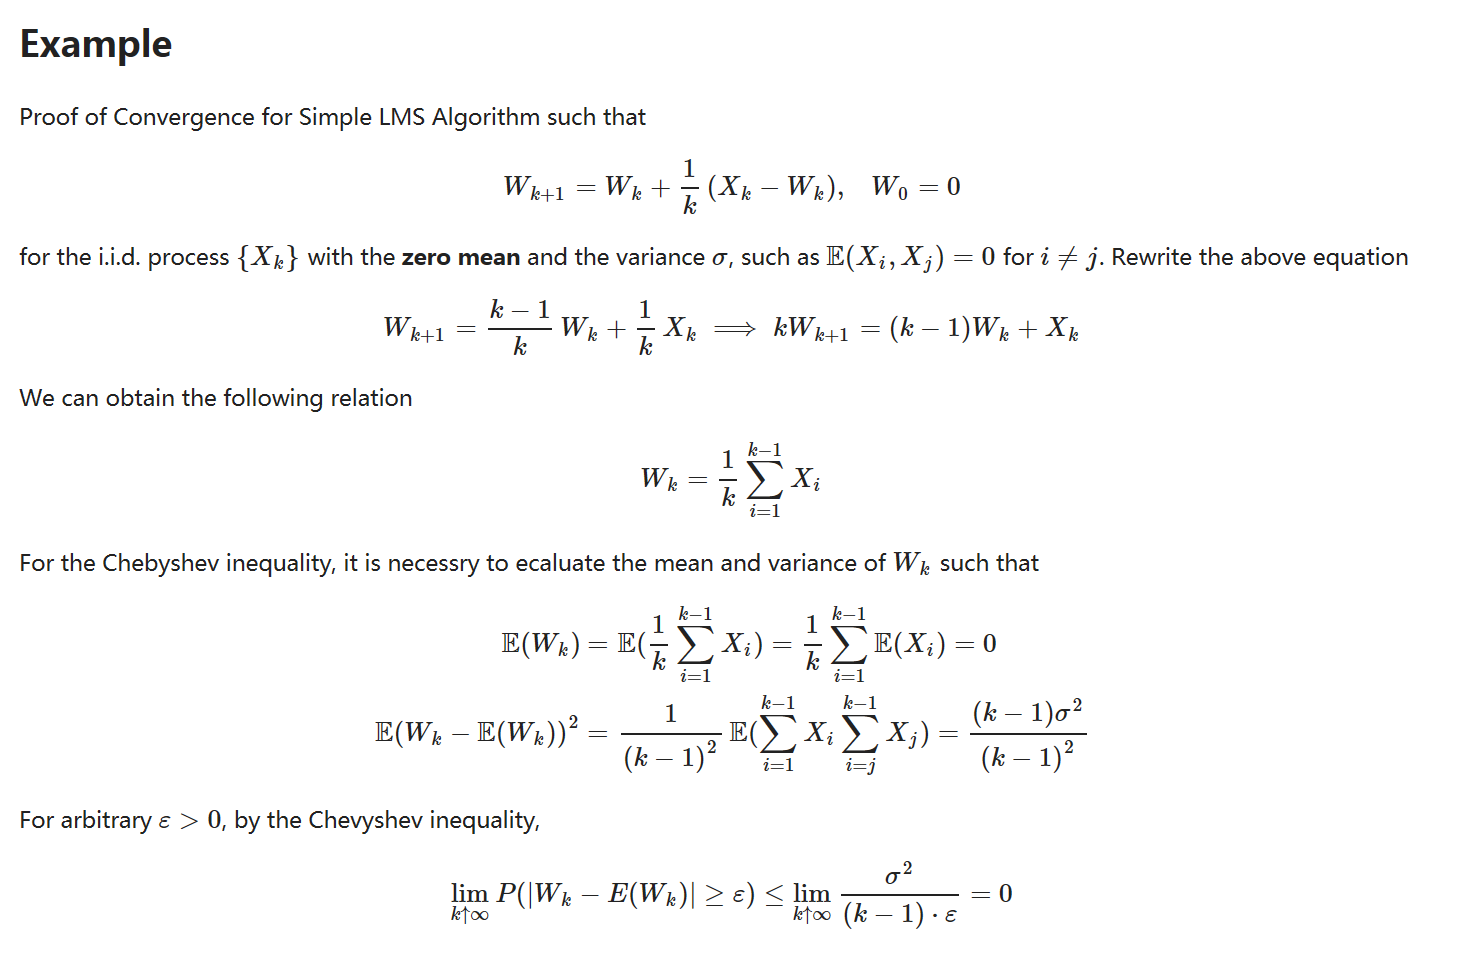 Example
Proof of Convergence for Simple LMS Algorithm such that
$$W_{k+1} = W_k + \frac{1}{k}(X_k - W_k), \quad W_0 = 0$$
for the i.i.d. process $\{X_k\}$ with the zero mean and the variance $\sigma$, such as $\mathbb{E}(X_i, X_j) = 0$ for $i \neq j$. Rewrite the above equation
$$W_{k+1} = \frac{k-1}{k} W_k + \frac{1}{k} X_k \implies kW_{k+1} = (k-1)W_k + X_k$$
We can obtain the following relation
$$W_k = \frac{1}{k} \sum_{i=1}^{k-1} X_i$$
For the Chebyshev inequality, it is necessry to ecaluate the mean and variance of $W_k$ such that
$$\mathbb{E}(W_k) = \mathbb{E}(\frac{1}{k} \sum_{i=1}^{k-1} X_i) = \frac{1}{k} \sum_{i=1}^{k-1} \mathbb{E}(X_i) = 0$$
$$\mathbb{E}(W_k - \mathbb{E}(W_k))^2 = \frac{1}{(k-1)^2} \mathbb{E}(\sum_{i=1}^{k-1} X_i \sum_{i=j}^{k-1} X_j) = \frac{(k-1)\sigma^2}{(k-1)^2}$$
For arbitrary $\varepsilon > 0$, by the Chevyshev inequality,
$$\lim_{k \uparrow \infty} P(|W_k - E(W_k)| \geq \varepsilon) \leq \lim_{k \uparrow \infty} \frac{\sigma^2}{(k-1) \cdot \varepsilon} = 0$$